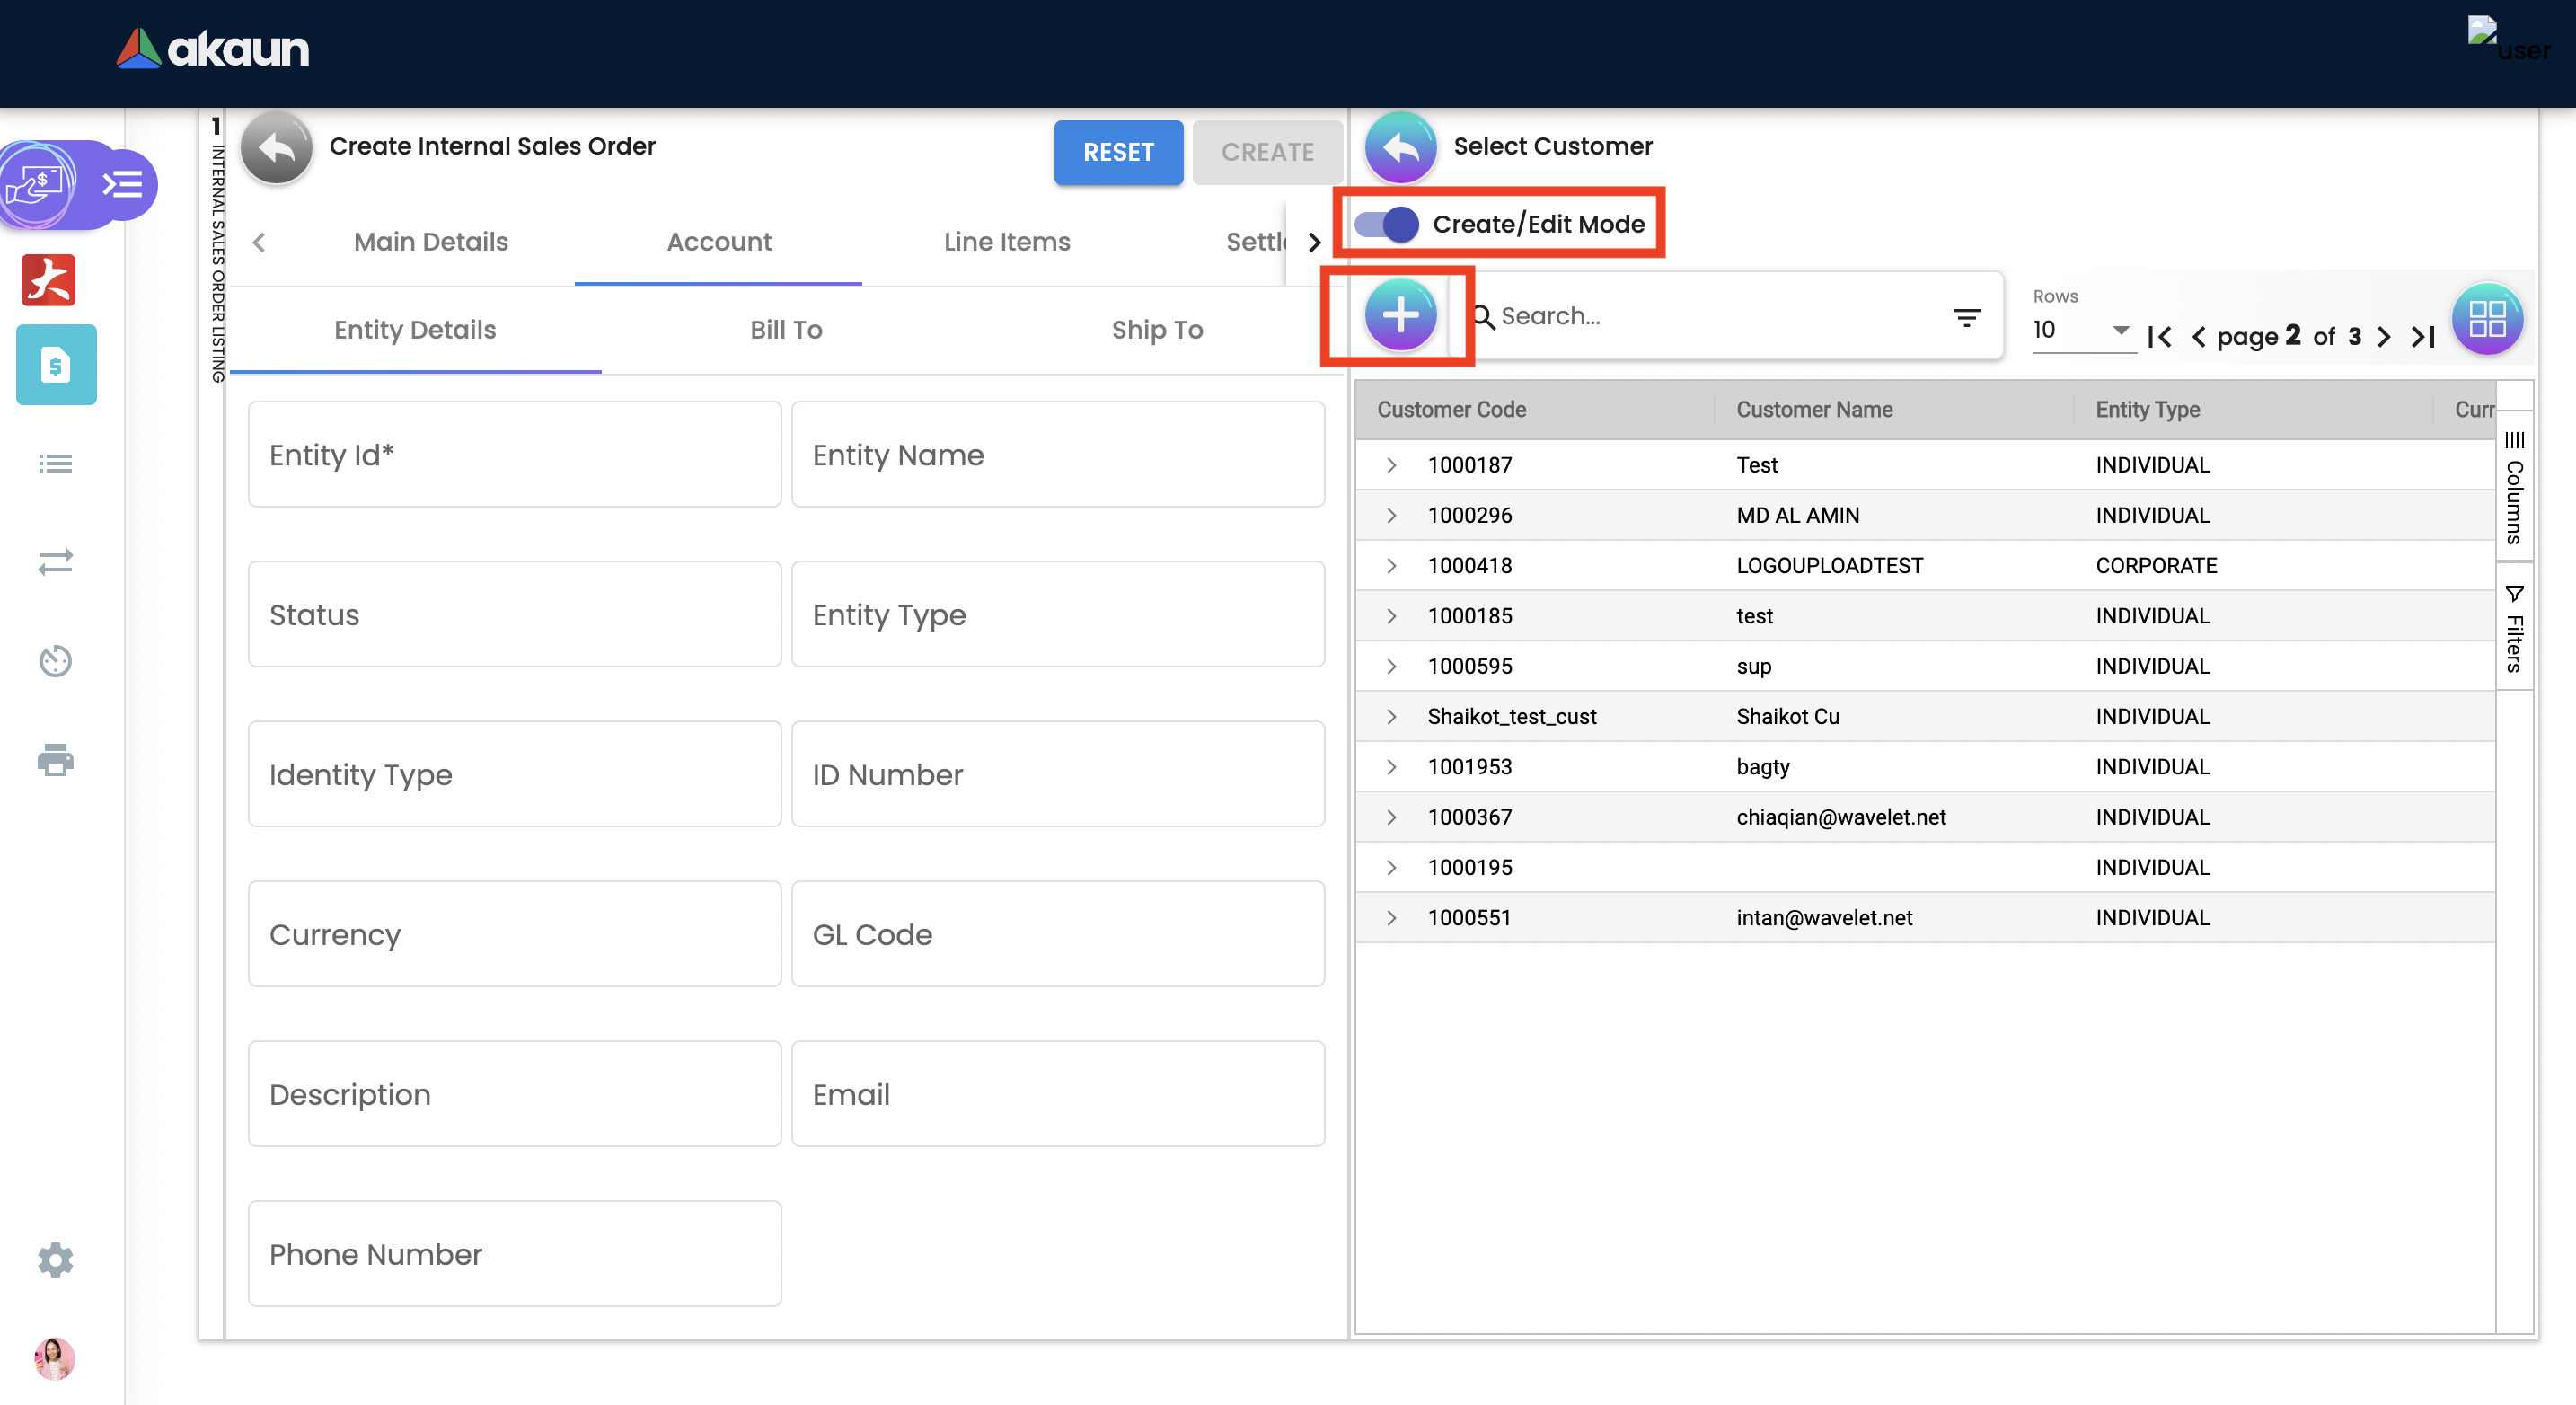 akaun
user
1 INTERNAL SALES ORDER LISTING
Create Internal Sales Order
RESET
CREATE
Main Details
Account
Line Items
Settl
Entity Details
Bill To
Ship To
Entity Id*
Entity Name
Status
Entity Type
Identity Type
ID Number
Currency
GL Code
Description
Email
Phone Number
Select Customer
Create/Edit Mode
Search...
Rows
10
page 2 of 3
Customer Code Customer Name Entity Type Curr
1000187 Test INDIVIDUAL
1000296 MD AL AMIN INDIVIDUAL
1000418 LOGOUPLOADTEST CORPORATE
1000185 test INDIVIDUAL
1000595 sup INDIVIDUAL
Shaikot_test_cust Shaikot Cu INDIVIDUAL
1001953 bagty INDIVIDUAL
1000367 chiaqian@wavelet.net INDIVIDUAL
1000195 INDIVIDUAL
1000551 intan@wavelet.net INDIVIDUAL
Columns
Filters